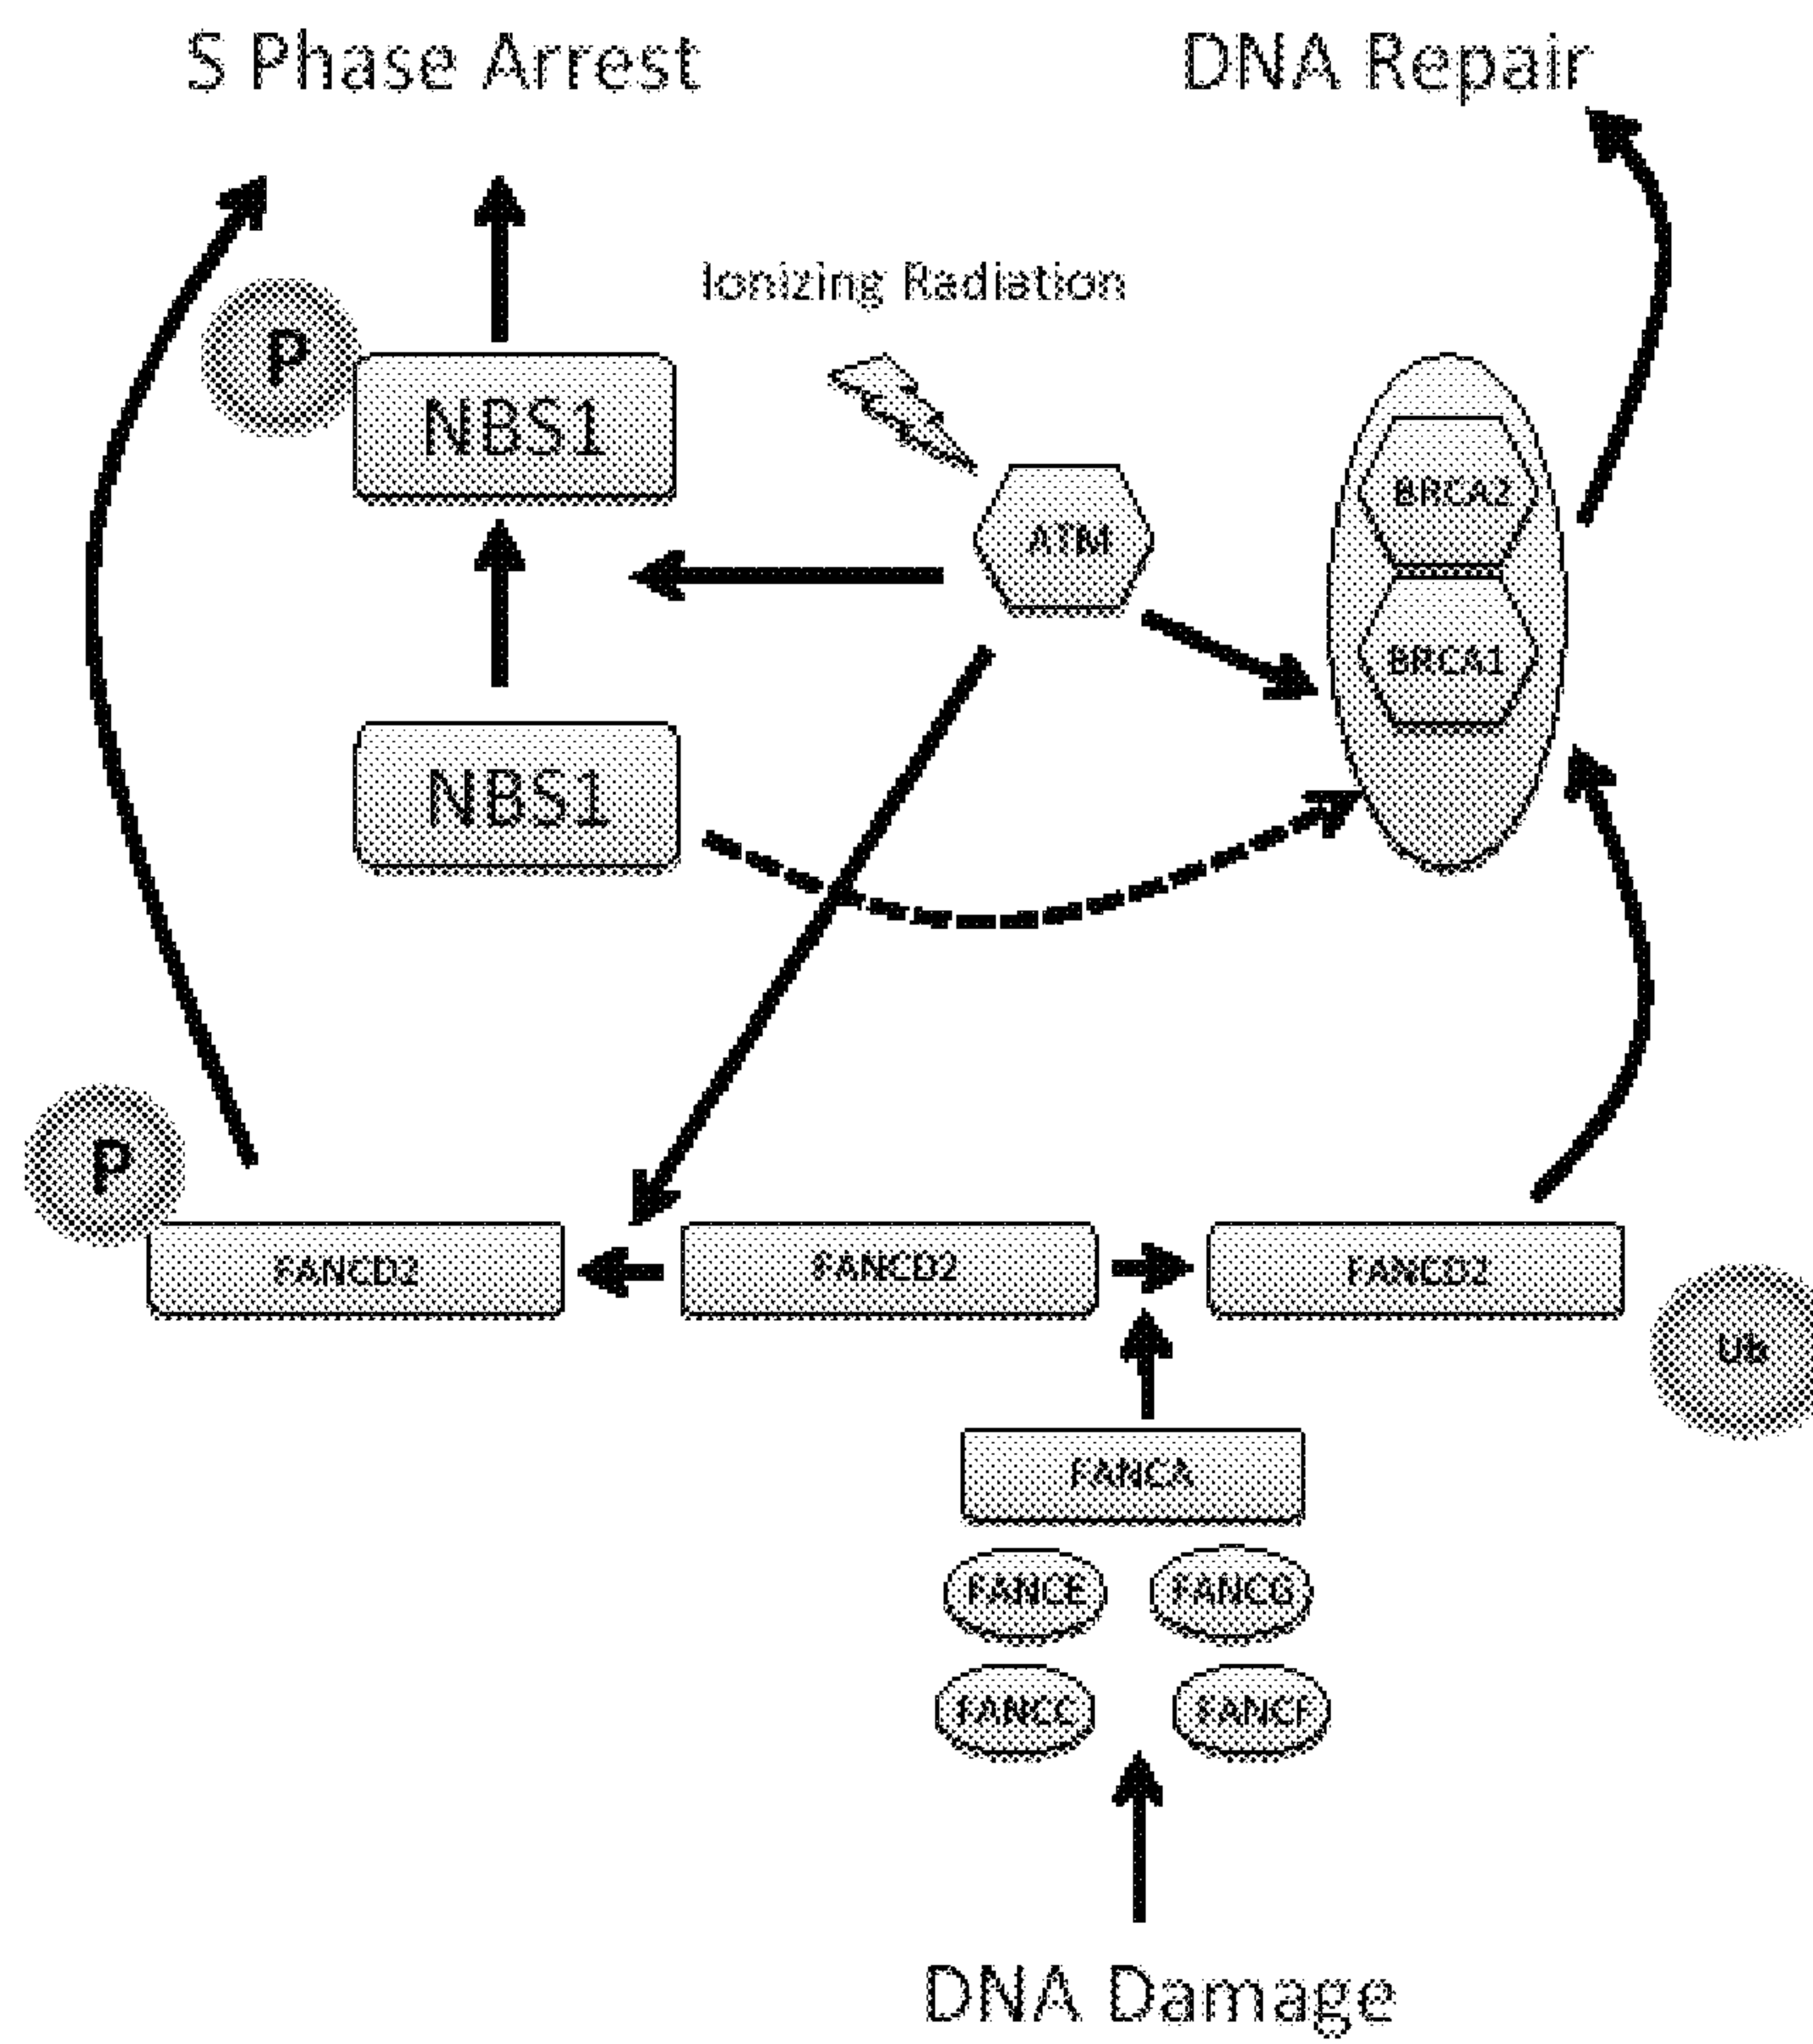 S Phase Arrest
DNA Repair
Ionizing Radiation
P
NBS1
BRCA2
ATM
BRCA1
NBS1
P
FANCD2
FANCD2
FANCD2
Ub
FANCA
FANCE
FANCG
FANCC
FANCF
DNA Damage